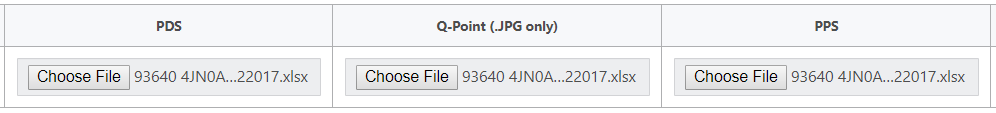 PDS Q-Point (.JPG only) PPS
Choose File 93640 4JN0A...22017.xlsx Choose File 93640 4JN0A...22017.xlsx Choose File 93640 4JN0A...22017.xlsx